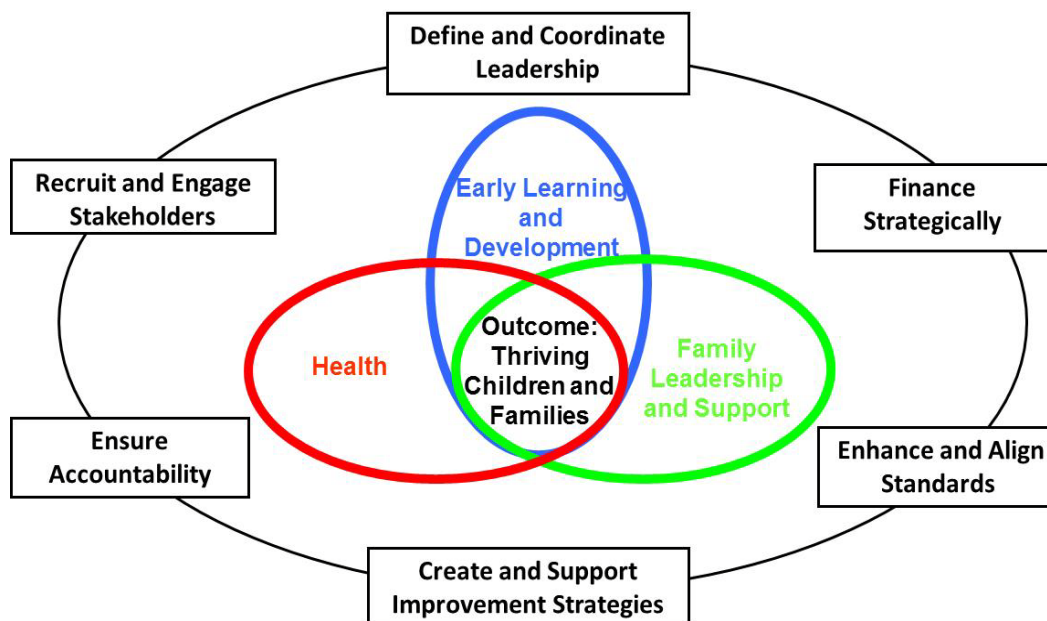 Define and Coordinate
Leadership
Recruit and Engage
Stakeholders
Finance
Strategically
Early Learning
and
Development
Health
Outcome:
Thriving
Children and
Families
Family
Leadership
and Support
Ensure
Accountability
Enhance and Align
Standards
Create and Support
Improvement Strategies